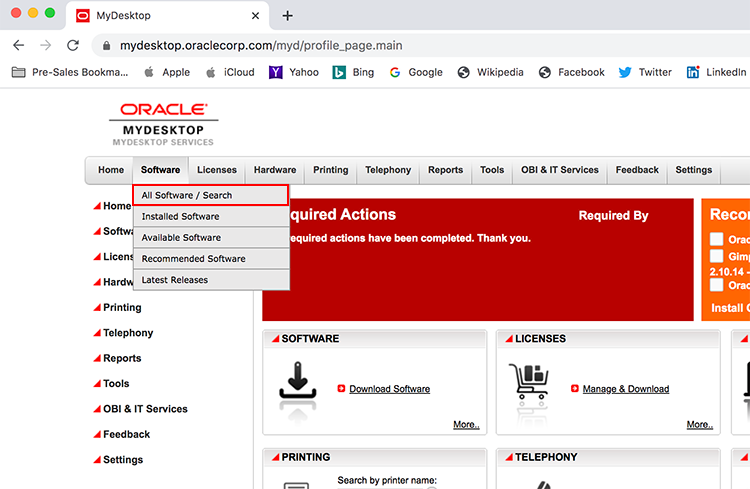 MyDesktop
mydesktop.oraclecorp.com/myd/profile_page.main
Pre-Sales Bookma... Apple iCloud Yahoo Bing Google Wikipedia Facebook Twitter LinkedIn
ORACLE
MYDESKTOP
MYDESKTOP SERVICES
Home Software Licenses Hardware Printing Telephony Reports Tools OBI & IT Services Feedback Settings
All Software / Search
Installed Software
Available Software
Recommended Software
Latest Releases
Home
Softwa
Licens
Hardw
Printing
Telephony
Reports
Tools
OBI & IT Services
Feedback
Settings
quired Actions Required By
equired actions have been completed. Thank you.
Recor
Orac
Gimp
2.10.14 -
Orac
Install C
SOFTWARE
Download Software
More..
LICENSES
Manage & Download
More..
PRINTING
Search by printer name:
TELEPHONY